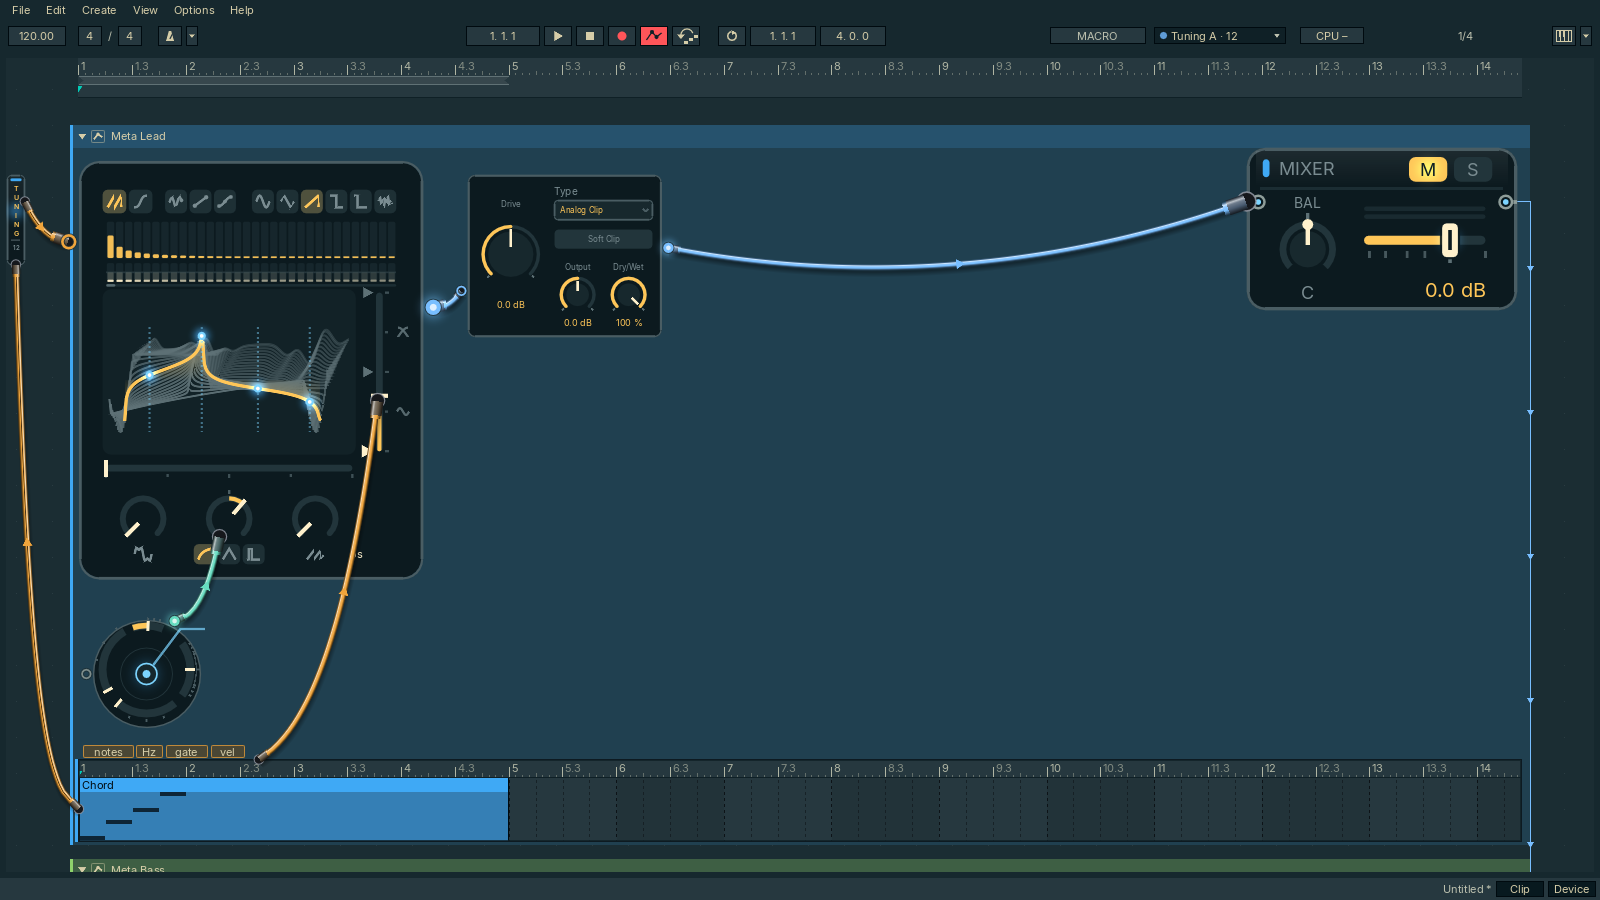 File Edit Create View Options Help
120.00 4 / 4 1. 1. 1 1. 1. 1 4. 0. 0 MACRO Tuning A · 12 CPU – 1/4
1 1.3 2 2.3 3 3.3 4 4.3 5 5.3 6 6.3 7 7.3 8 8.3 9 9.3 10 10.3 11 11.3 12 12.3 13 13.3 14
Meta Lead
TUNING
12
Type
Drive
Analog Clip
Soft Clip
Output Dry/Wet
0.0 dB
0.0 dB 100 %
MIXER M S
BAL
C 0.0 dB
s
notes Hz gate vel
1 1.3 2 2.3 3 3.3 4 4.3 5 5.3 6 6.3 7 7.3 8 8.3 9 9.3 10 10.3 11 11.3 12 12.3 13 13.3 14
Chord
Meta Bass
Untitled * Clip Device